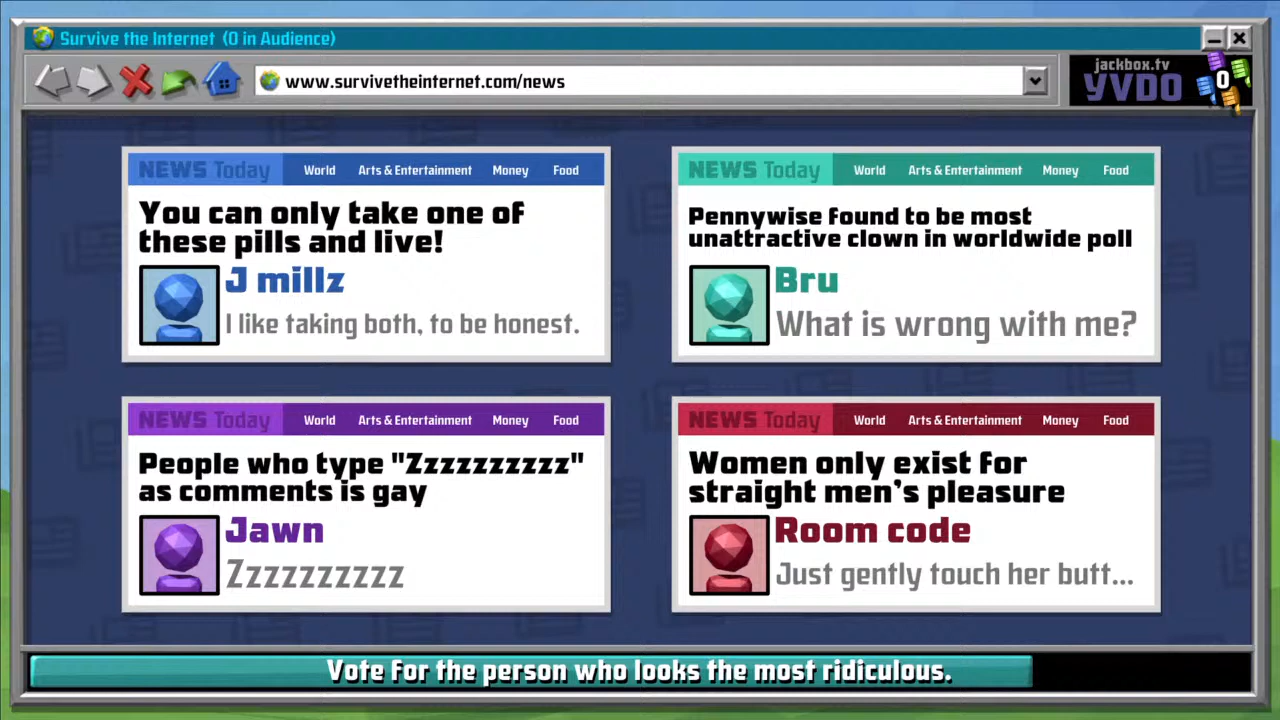 Survive the Internet (0 in Audience)
www.survivetheinternet.com/news
jackbox.tv
YVDO
0
NEWS Today World Arts & Entertainment Money Food
You can only take one of
these pills and live!
J millz
I like taking both, to be honest.
NEWS Today World Arts & Entertainment Money Food
Pennywise found to be most
unattractive clown in worldwide poll
Bru
What is wrong with me?
NEWS Today World Arts & Entertainment Money Food
People who type "Zzzzzzzzzz"
as comments is gay
Jawn
Zzzzzzzzzz
NEWS Today World Arts & Entertainment Money Food
Women only exist for
straight men's pleasure
Room code
Just gently touch her butt...
Vote for the person who looks the most ridiculous.